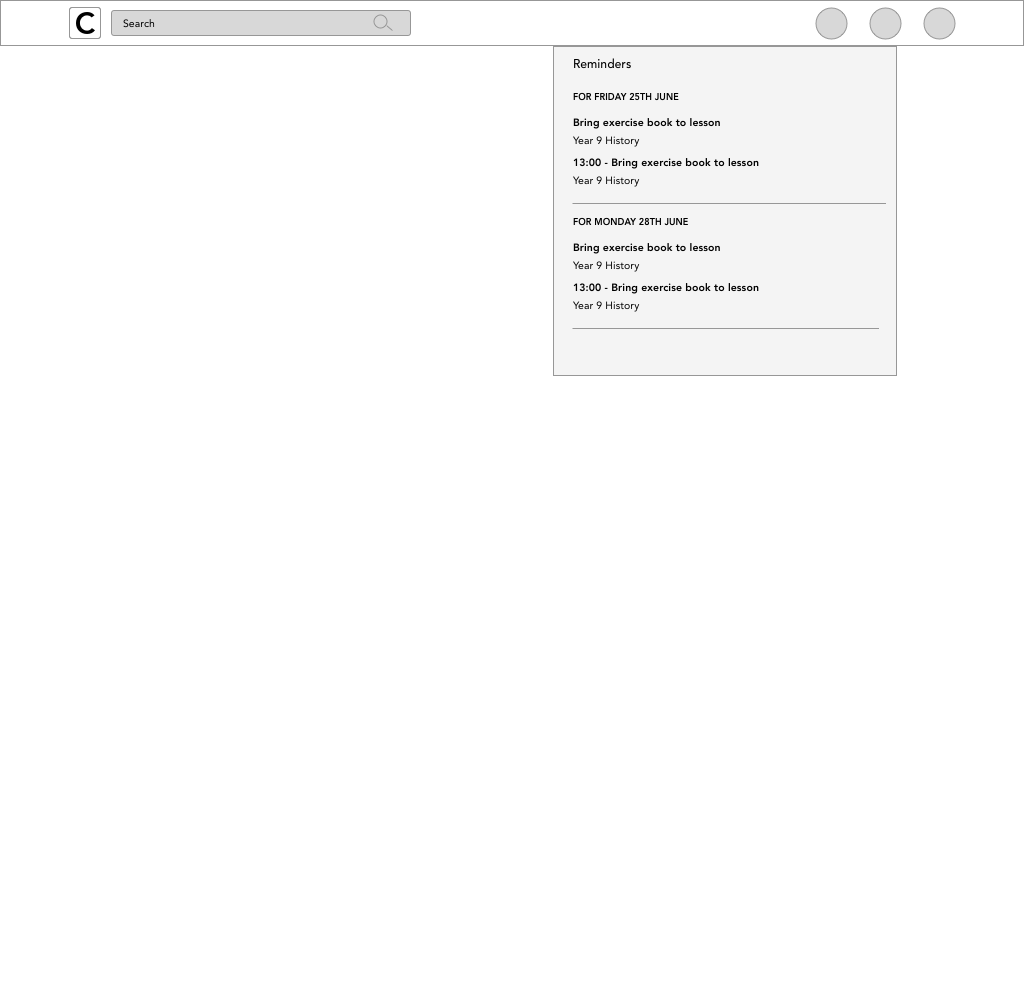 C
Search
Reminders
FOR FRIDAY 25TH JUNE
Bring exercise book to lesson
Year 9 History
13:00 - Bring exercise book to lesson
Year 9 History
FOR MONDAY 28TH JUNE
Bring exercise book to lesson
Year 9 History
13:00 - Bring exercise book to lesson
Year 9 History